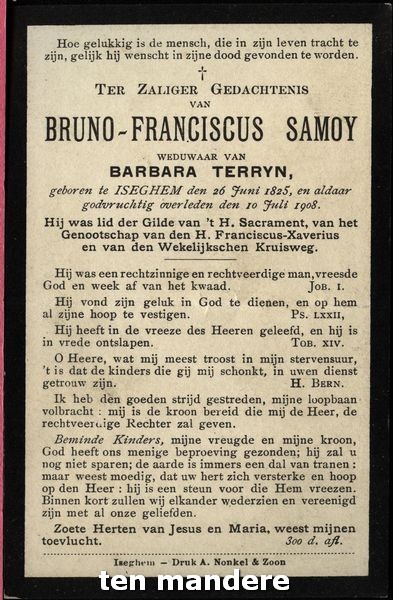 Hoe gelukkig is de mensch, die in zijn leven tracht te
zijn, gelijk hij wenscht in zijne dood gevonden te worden.
†
TER ZALIGER GEDACHTENIS
VAN
BRUNO-FRANCISCUS SAMOY
WEDUWAAR VAN
BARBARA TERRYN,
geboren te ISEGHEM den 26 Juni 1825, en aldaar
godvruchtig overleden den 10 Juli 1908.
Hij was lid der Gilde van 't H. Sacrament, van het
Genootschap van den H. Franciscus-Xaverius
en van den Wekelijkschen Kruisweg.
Hij was een rechtzinnige en rechtveerdige man, vreesde
God en week af van het kwaad. JOB. I.
Hij vond zijn geluk in God te dienen, en op hem
al zijne hoop te vestigen. PS. LXXII,
Hij heeft in de vreeze des Heeren geleefd, en hij is
in vrede ontslapen. TOB. XIV.
O Heere, wat mij meest troost in mijn stervensuur,
't is dat de kinders die gij mij schonkt, in uwen dienst
getrouw zijn. H. BERN.
Ik heb den goeden strijd gestreden, mijne loopbaan
volbracht : mij is de kroon bereid die mij de Heer, de
rechtveerdige Rechter zal geven.
Beminde Kinders, mijne vreugde en mijne kroon,
God heeft ons menige beproeving gezonden; hij zal u
nog niet sparen; de aarde is immers een dal van tranen :
maar weest moedig, dat uw hert zich versterke en hoop
op den Heer : hij is een steun voor die Hem vreezen.
Binnen kort zullen wij elkander wederzien en vereenigd
zijn met al onze geliefden.
Zoete Herten van Jesus en Maria, weest mijnen
toevlucht. 300 d. afl.
Iseghem – Druk A. Nonkel & Zoon
ten mandere